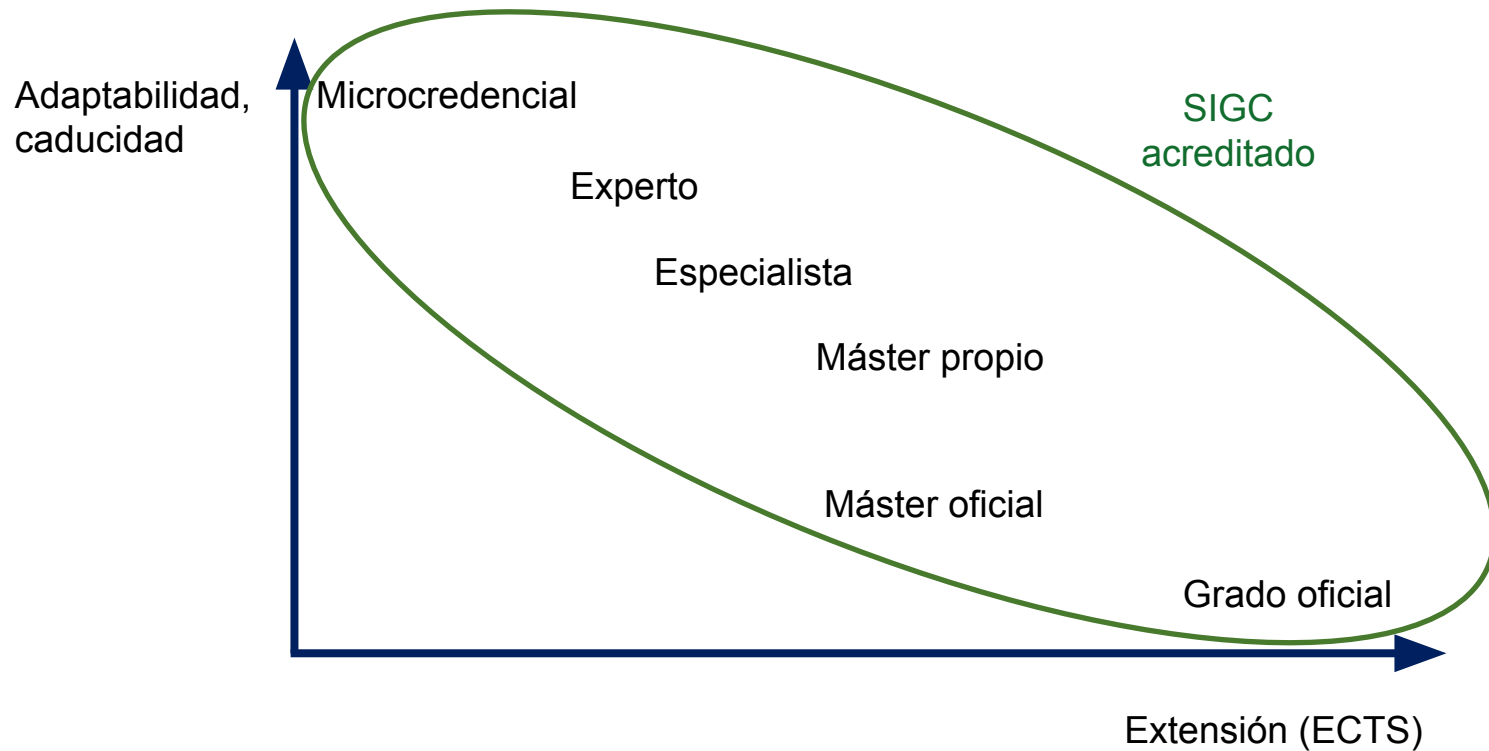 Adaptabilidad,
caducidad
Microcredencial
SIGC
acreditado
Experto
Especialista
Máster propio
Máster oficial
Grado oficial
Extensión (ECTS)